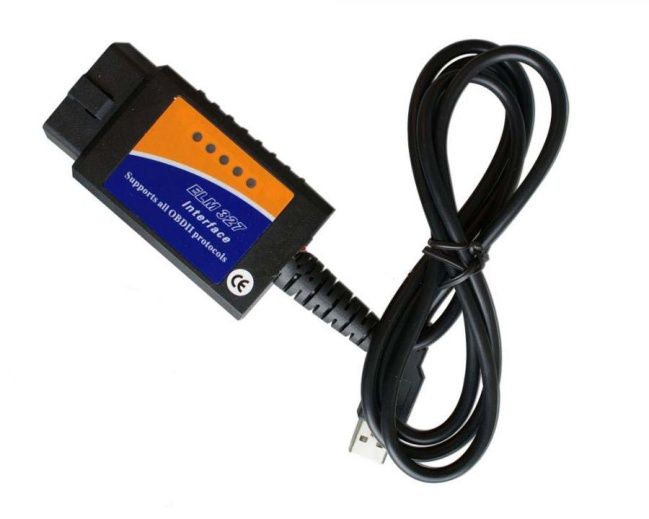 ELM 327
Interface
Supports all OBDII protocols
CE